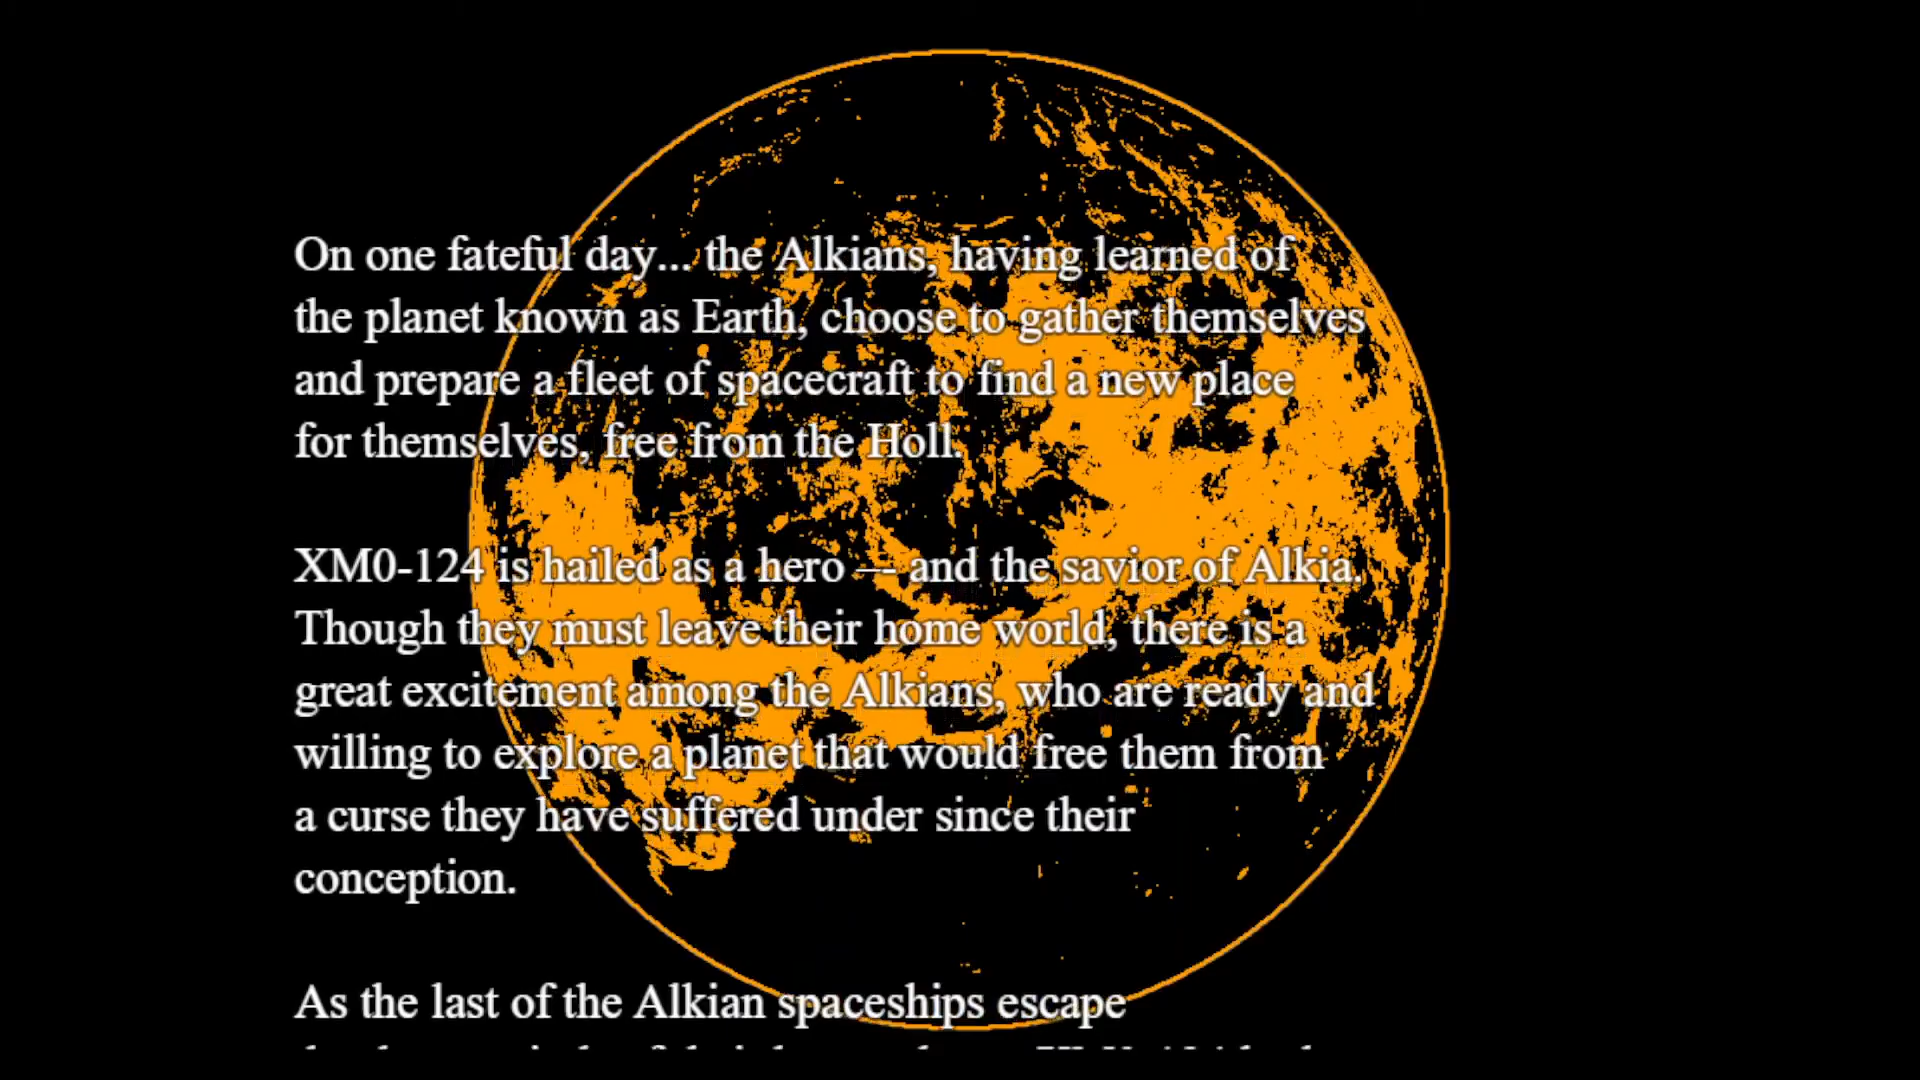 On one fateful day... the Alkians, having learned of
the planet known as Earth, choose to gather themselves
and prepare a fleet of spacecraft to find a new place
for themselves, free from the Holl.
XM0-124 is hailed as a hero -- and the savior of Alkia.
Though they must leave their home world, there is a
great excitement among the Alkians, who are ready and
willing to explore a planet that would free them from
a curse they have suffered under since their
conception.
As the last of the Alkian spaceships escape